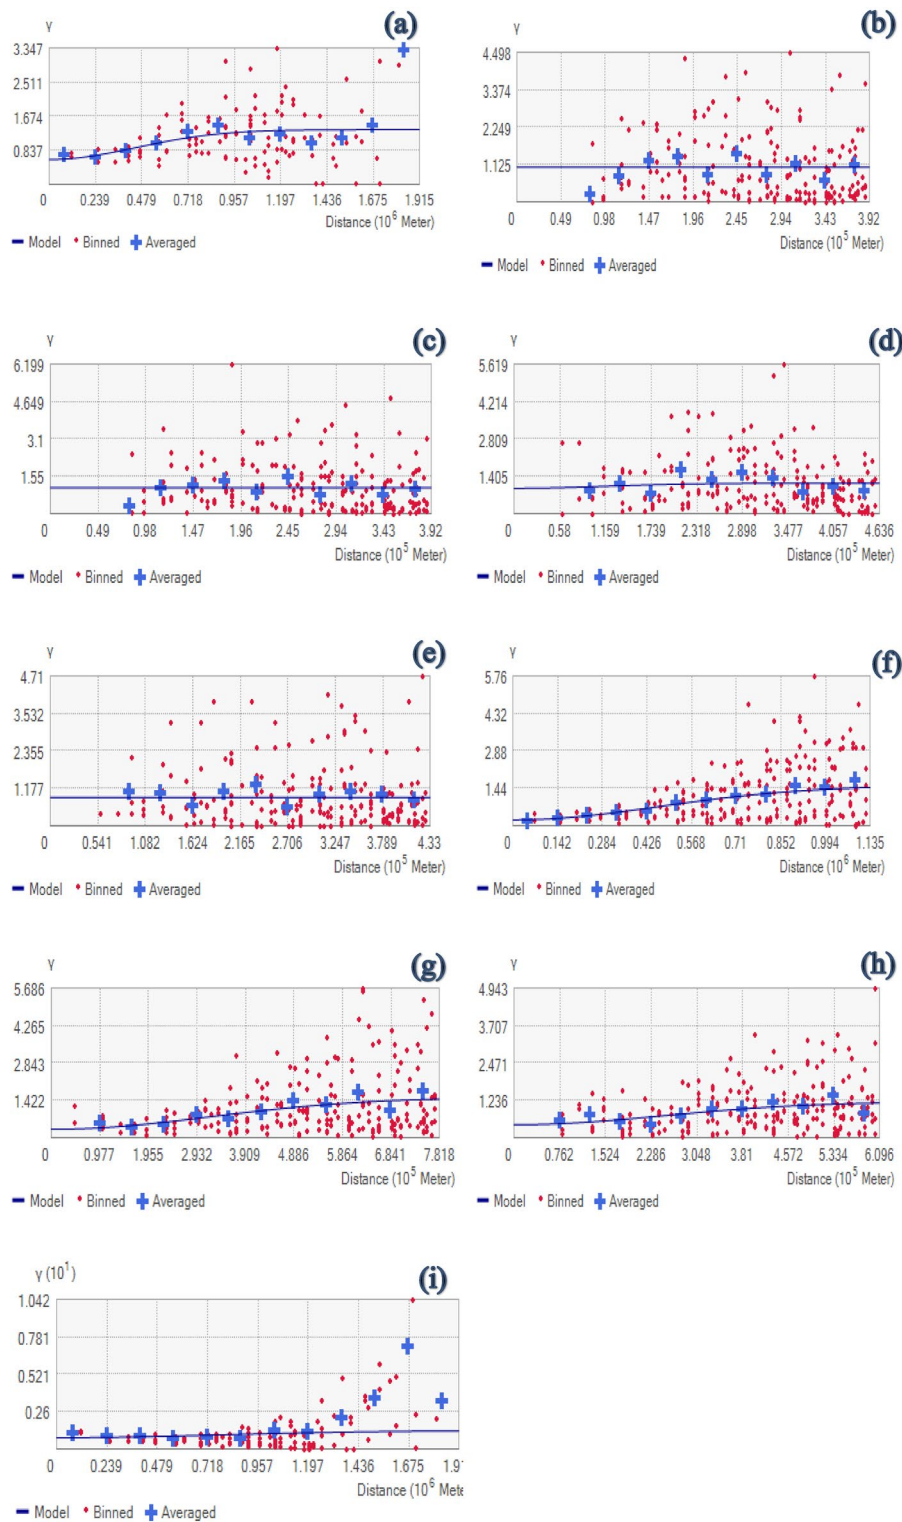 (a)
γ
3.347
2.511
1.674
0.837
0 0.239 0.479 0.718 0.957 1.197 1.436 1.675 1.915
Distance (10⁶ Meter)
Model Binned Averaged
(b)
γ
4.498
3.374
2.249
1.125
0 0.49 0.98 1.47 1.96 2.45 2.94 3.43 3.92
Distance (10⁵ Meter)
Model Binned Averaged
(c)
γ
6.199
4.649
3.1
1.55
0 0.49 0.98 1.47 1.96 2.45 2.94 3.43 3.92
Distance (10⁵ Meter)
Model Binned Averaged
(d)
γ
5.619
4.214
2.809
1.405
0 0.58 1.159 1.739 2.318 2.898 3.477 4.057 4.636
Distance (10⁵ Meter)
Model Binned Averaged
(e)
γ
4.71
3.532
2.355
1.177
0 0.541 1.082 1.624 2.165 2.706 3.247 3.789 4.33
Distance (10⁵ Meter)
Model Binned Averaged
(f)
γ
5.76
4.32
2.88
1.44
0 0.142 0.284 0.426 0.568 0.71 0.852 0.994 1.135
Distance (10⁶ Meter)
Model Binned Averaged
(g)
γ
5.686
4.265
2.843
1.422
0 0.977 1.955 2.932 3.909 4.886 5.864 6.841 7.818
Distance (10⁵ Meter)
Model Binned Averaged
(h)
γ
4.943
3.707
2.471
1.236
0 0.762 1.524 2.286 3.048 3.81 4.572 5.334 6.096
Distance (10⁵ Meter)
Model Binned Averaged
(i)
γ (10¹)
1.042
0.781
0.521
0.26
0 0.239 0.479 0.718 0.957 1.197 1.436 1.675 1.9
Distance (10⁶ Mete
Model Binned Averaged